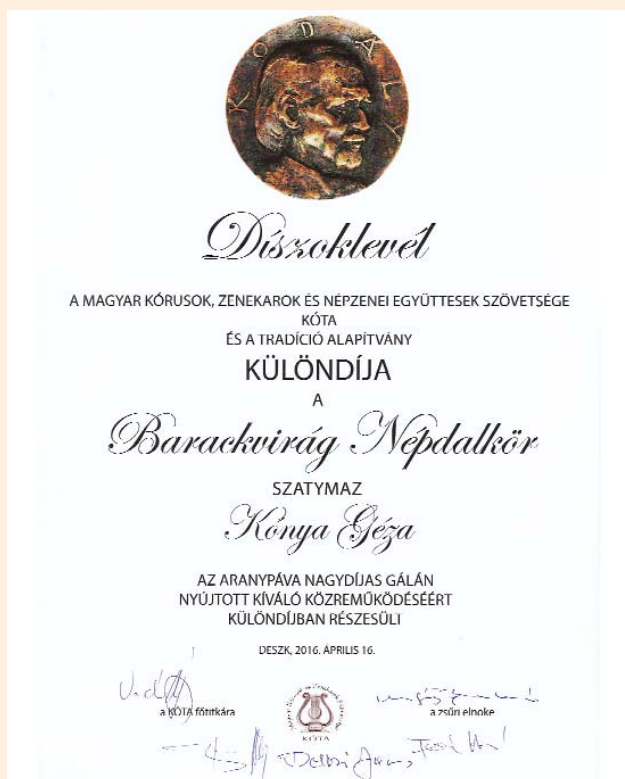 KODÁLY
Díszoklevél
A MAGYAR KÓRUSOK, ZENEKAROK ÉS NÉPZENEI EGYÜTTESEK SZÖVETSÉGE
KÓTA
ÉS A TRADÍCIÓ ALAPÍTVÁNY
KÜLÖNDÍJA
A
Barackvirág Népdalkör
SZATYMAZ
Kónya Géza
AZ ARANYPÁVA NAGYDÍJAS GÁLÁN
NYÚJTOTT KÍVÁLÓ KÖZREMŰKÖDÉSÉÉRT
KÜLÖNDÍJBAN RÉSZESÜLT
DESZK, 2016. ÁPRILIS 16.
a KÓTA főtitkára
a zsűri elnöke
KÓTA